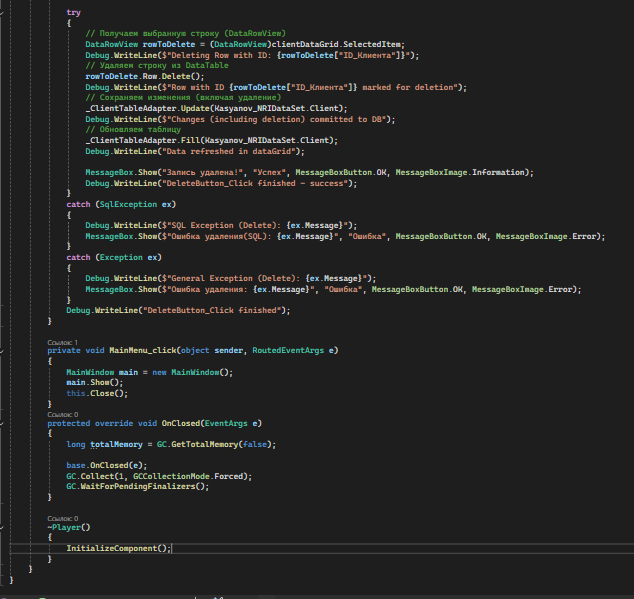 try
{
// Получаем выбранную строку (DataRowView)
DataRowView rowToDelete = (DataRowView)clientDataGrid.SelectedItem;
Debug.WriteLine($"Deleting Row with ID: {rowToDelete["ID_Клиента"]}");
// Удаляем строку из DataTable
rowToDelete.Row.Delete();
Debug.WriteLine($"Row with ID {rowToDelete["ID_Клиента"]} marked for deletion");
// Сохраняем изменения (включая удаление)
_ClientTableAdapter.Update(Kasyanov_NRIDataSet.Client);
Debug.WriteLine($"Changes (including deletion) committed to DB");
// Обновляем таблицу
_ClientTableAdapter.Fill(Kasyanov_NRIDataSet.Client);
Debug.WriteLine("Data refreshed in dataGrid");
MessageBox.Show("Запись удалена!", "Успех", MessageBoxButton.OK, MessageBoxImage.Information);
Debug.WriteLine("DeleteButton_Click finished - success");
}
catch (SqlException ex)
{
Debug.WriteLine($"SQL Exception (Delete): {ex.Message}");
MessageBox.Show($"Ошибка удаления(SQL): {ex.Message}", "Ошибка", MessageBoxButton.OK, MessageBoxImage.Error);
}
catch (Exception ex)
{
Debug.WriteLine($"General Exception (Delete): {ex.Message}");
MessageBox.Show($"Ошибка удаления: {ex.Message}", "Ошибка", MessageBoxButton.OK, MessageBoxImage.Error);
}
Debug.WriteLine("DeleteButton_Click finished");
}
Ссылок: 1
private void MainMenu_click(object sender, RoutedEventArgs e)
{
MainWindow main = new MainWindow();
main.Show();
this.Close();
}
Ссылок: 0
protected override void OnClosed(EventArgs e)
{
long totalMemory = GC.GetTotalMemory(false);
base.OnClosed(e);
GC.Collect(1, GCCollectionMode.Forced);
GC.WaitForPendingFinalizers();
}
Ссылок: 0
~Player()
{
InitializeComponent();
}
}
}